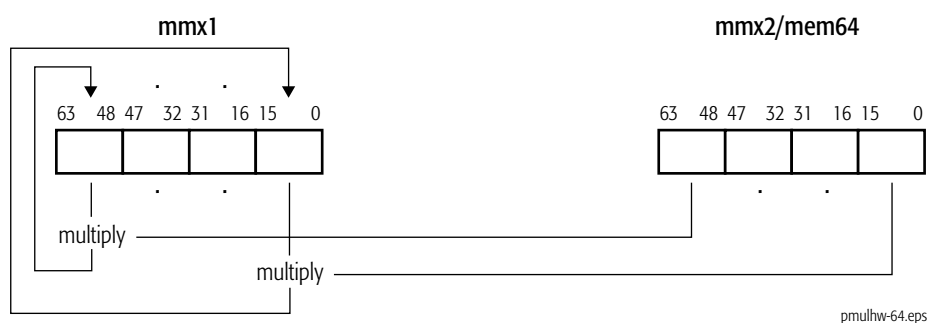 mmx1 mmx2/mem64
. .
63 48 47 32 31 16 15 0 63 48 47 32 31 16 15 0
. . . .
multiply
multiply
pmulhw-64.eps